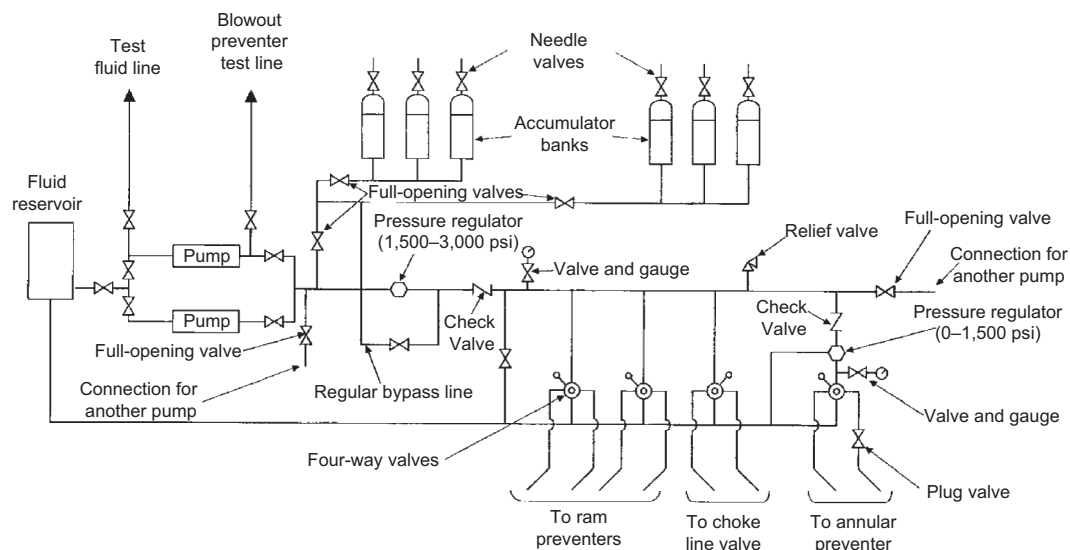 Blowout
preventer
test line
Test
fluid line
Needle
valves
Accumulator
banks
Fluid
reservoir
Full-opening valves
Pressure regulator
(1,500–3,000 psi)
Relief valve
Full-opening valve
Connection for
another pump
Pump
Valve and gauge
Pump
Check
Valve
Check
Valve
Pressure regulator
(0–1,500 psi)
Full-opening valve
Regular bypass line
Connection for
another pump
Valve and gauge
Four-way valves
Plug valve
To ram
preventers
To choke
line valve
To annular
preventer